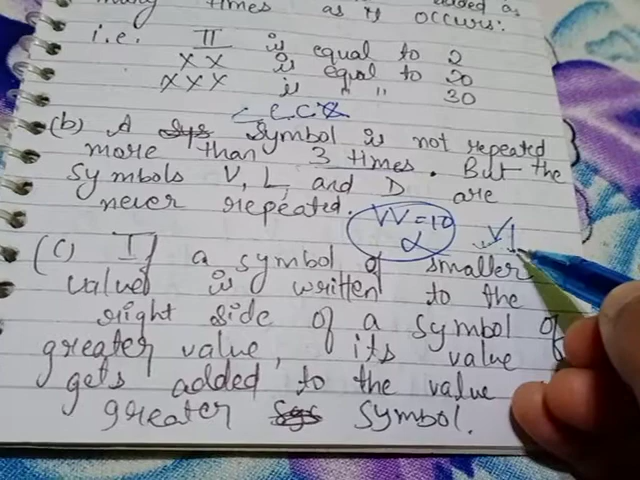 many times as it occurs:
added as
i.e. II is equal to 2
XX is equal to 20
XXX is " " 30
CCX
(b) A symbol is not repeated
more than 3 times. But the
symbols V, L, and D are
never repeated.
VV=10
VI
(c) If a symbol of smaller
value is written to the
right side of a symbol of
greater value, its value
gets added to the value
greater symbol.